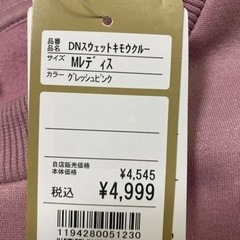 品番
品名 DNスウェットキモウクルー
サイズ Mレディス
カラー グレッシュピンク
自店販売価格
本体価格 ¥4,545
税込 ¥4,999
1194280051230